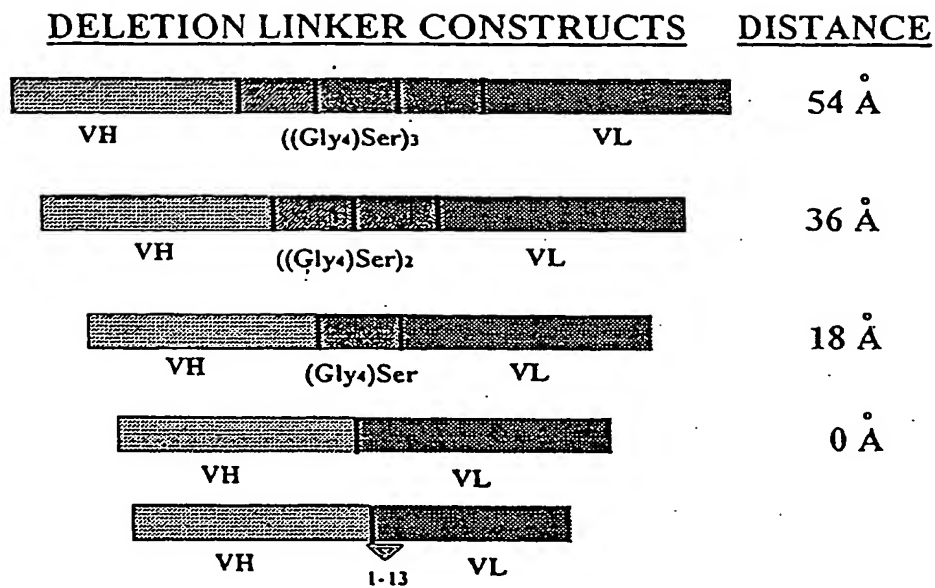 DELETION LINKER CONSTRUCTS DISTANCE
54 Å
VH ((Gly₄)Ser)₃ VL
36 Å
VH ((Gly₄)Ser)₂ VL
18 Å
VH (Gly₄)Ser VL
0 Å
VH VL
VH 1-13 VL